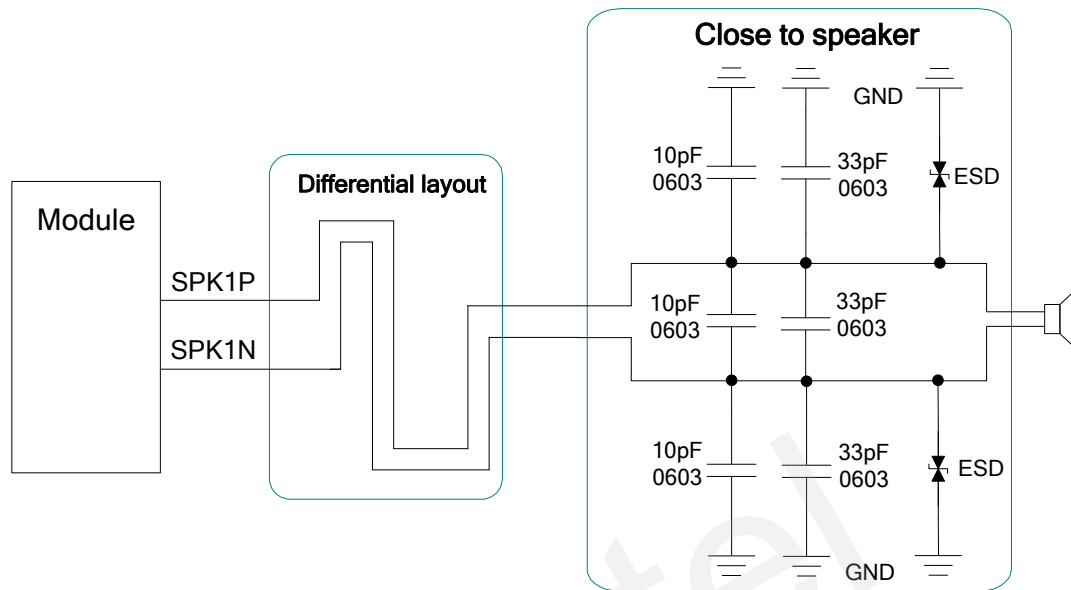 Close to speaker
GND
10pF
0603
33pF
0603
ESD
Differential layout
Module
SPK1P
SPK1N
10pF
0603
33pF
0603
10pF
0603
33pF
0603
ESD
GND